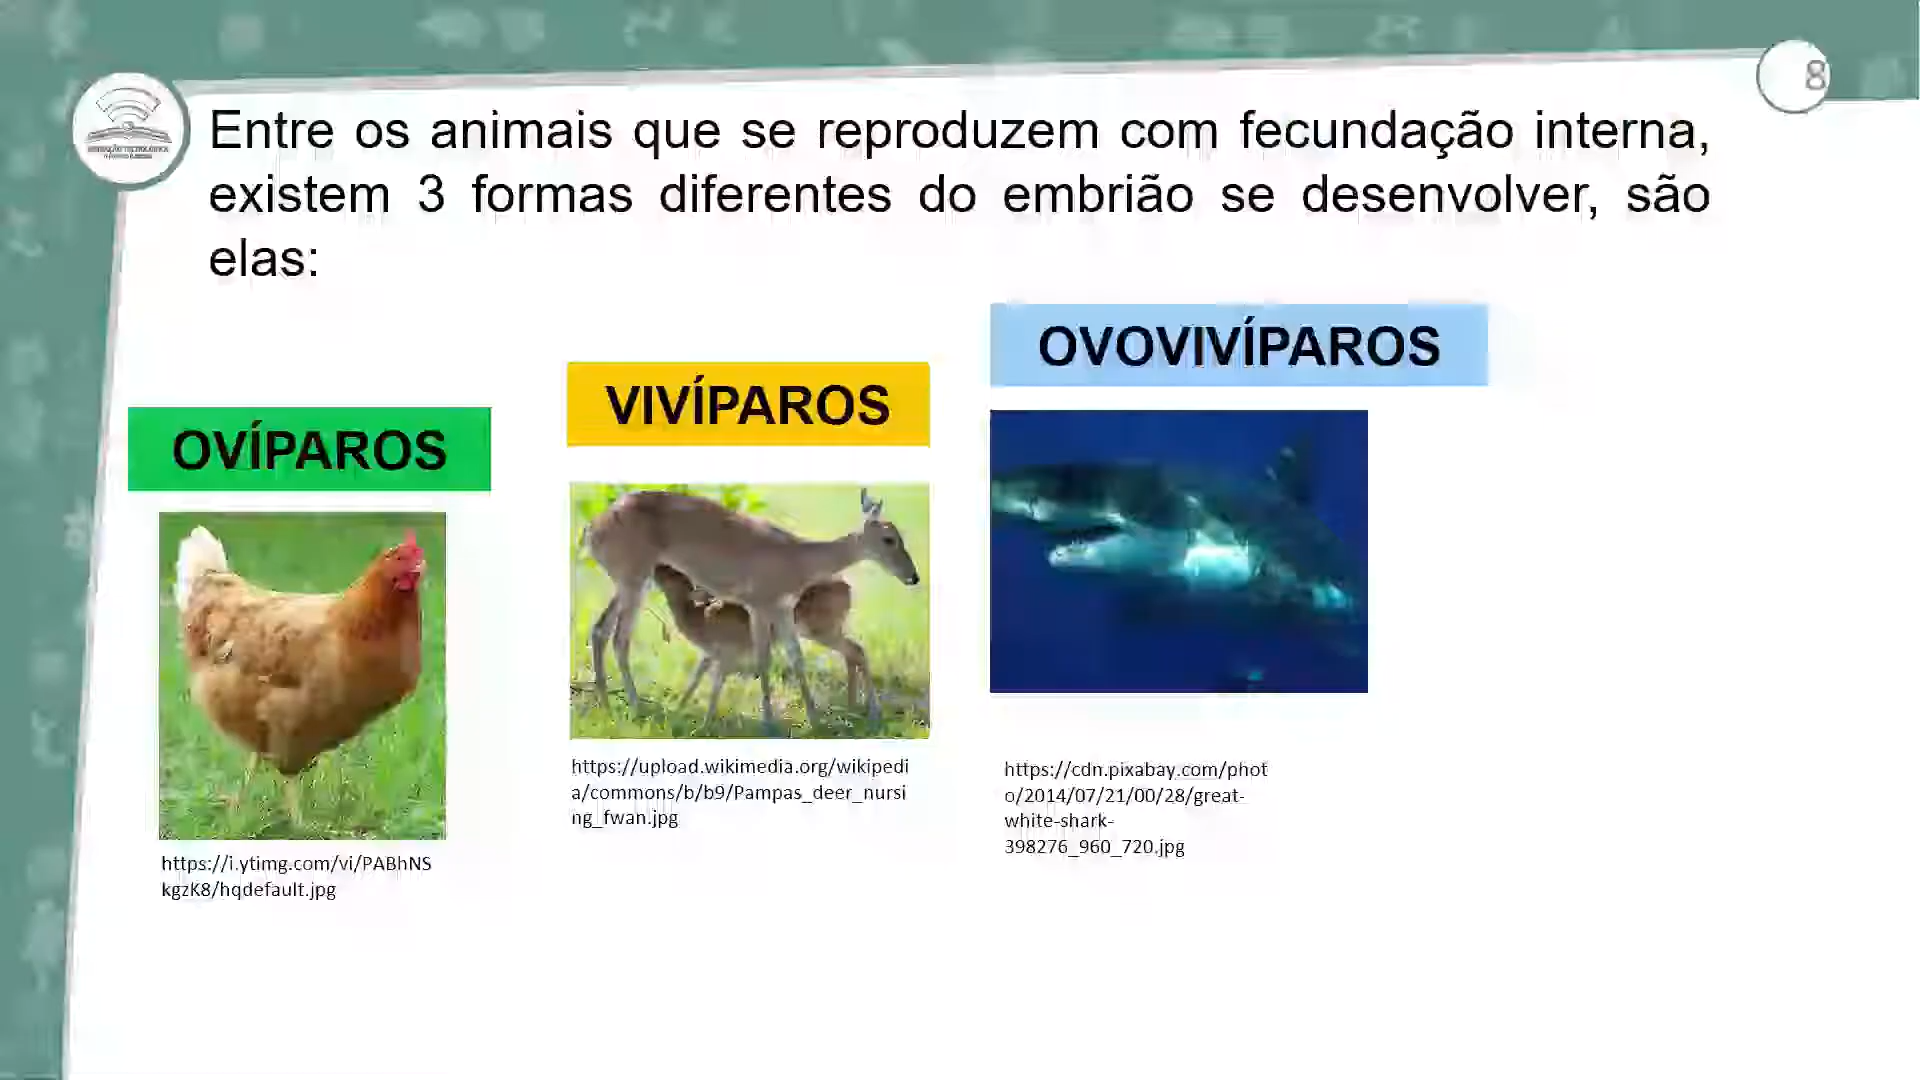 8
Entre os animais que se reproduzem com fecundação interna,
existem 3 formas diferentes do embrião se desenvolver, são
elas:
OVOVIVÍPAROS
VIVÍPAROS
OVÍPAROS
https://upload.wikimedia.org/wikipedi
a/commons/b/b9/Pampas_deer_nursi
ng_fwan.jpg
https://cdn.pixabay.com/phot
o/2014/07/21/00/28/great-
white-shark-
398276_960_720.jpg
https://i.ytimg.com/vi/PABhNS
kgzK8/hqdefault.jpg